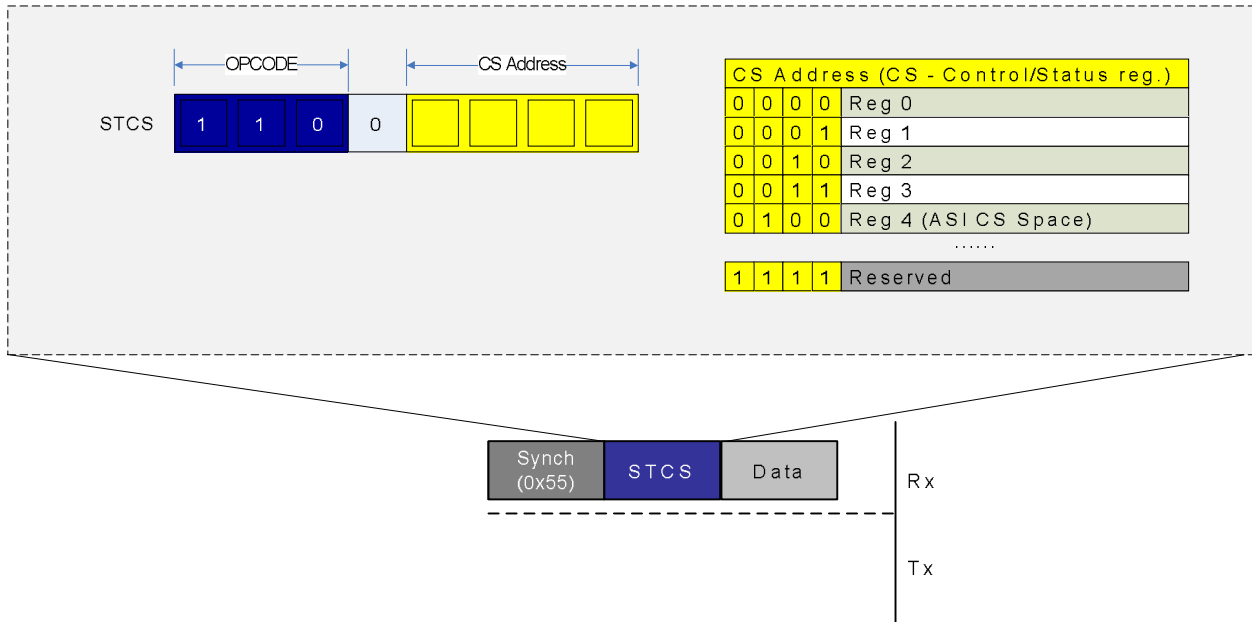 OPCODE CS Address
STCS 1 1 0 0
CS Address (CS - Control/Status reg.)
0 0 0 0 Reg 0
0 0 0 1 Reg 1
0 0 1 0 Reg 2
0 0 1 1 Reg 3
0 1 0 0 Reg 4 (ASI CS Space)
......
1 1 1 1 Reserved
Synch
(0x55)
STCS
Data
Rx
Tx